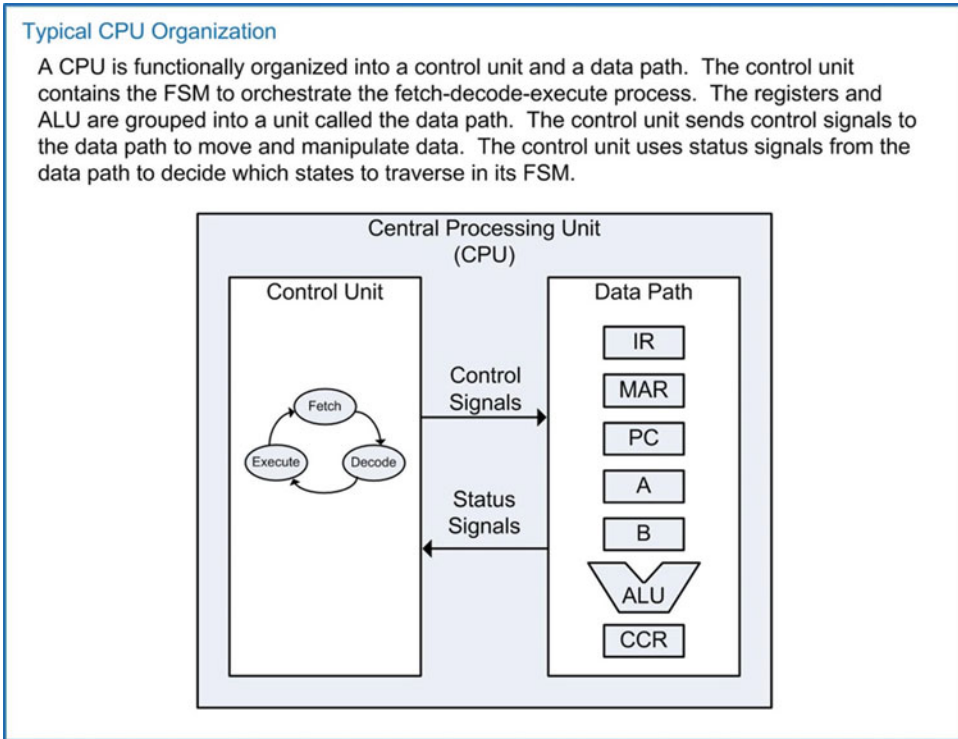 Typical CPU Organization
A CPU is functionally organized into a control unit and a data path.  The control unit
contains the FSM to orchestrate the fetch-decode-execute process.  The registers and
ALU are grouped into a unit called the data path.  The control unit sends control signals to
the data path to move and manipulate data.  The control unit uses status signals from the
data path to decide which states to traverse in its FSM.
Central Processing Unit
(CPU)
Control Unit
Fetch
Execute
Decode
Control
Signals
Status
Signals
Data Path
IR
MAR
PC
A
B
ALU
CCR